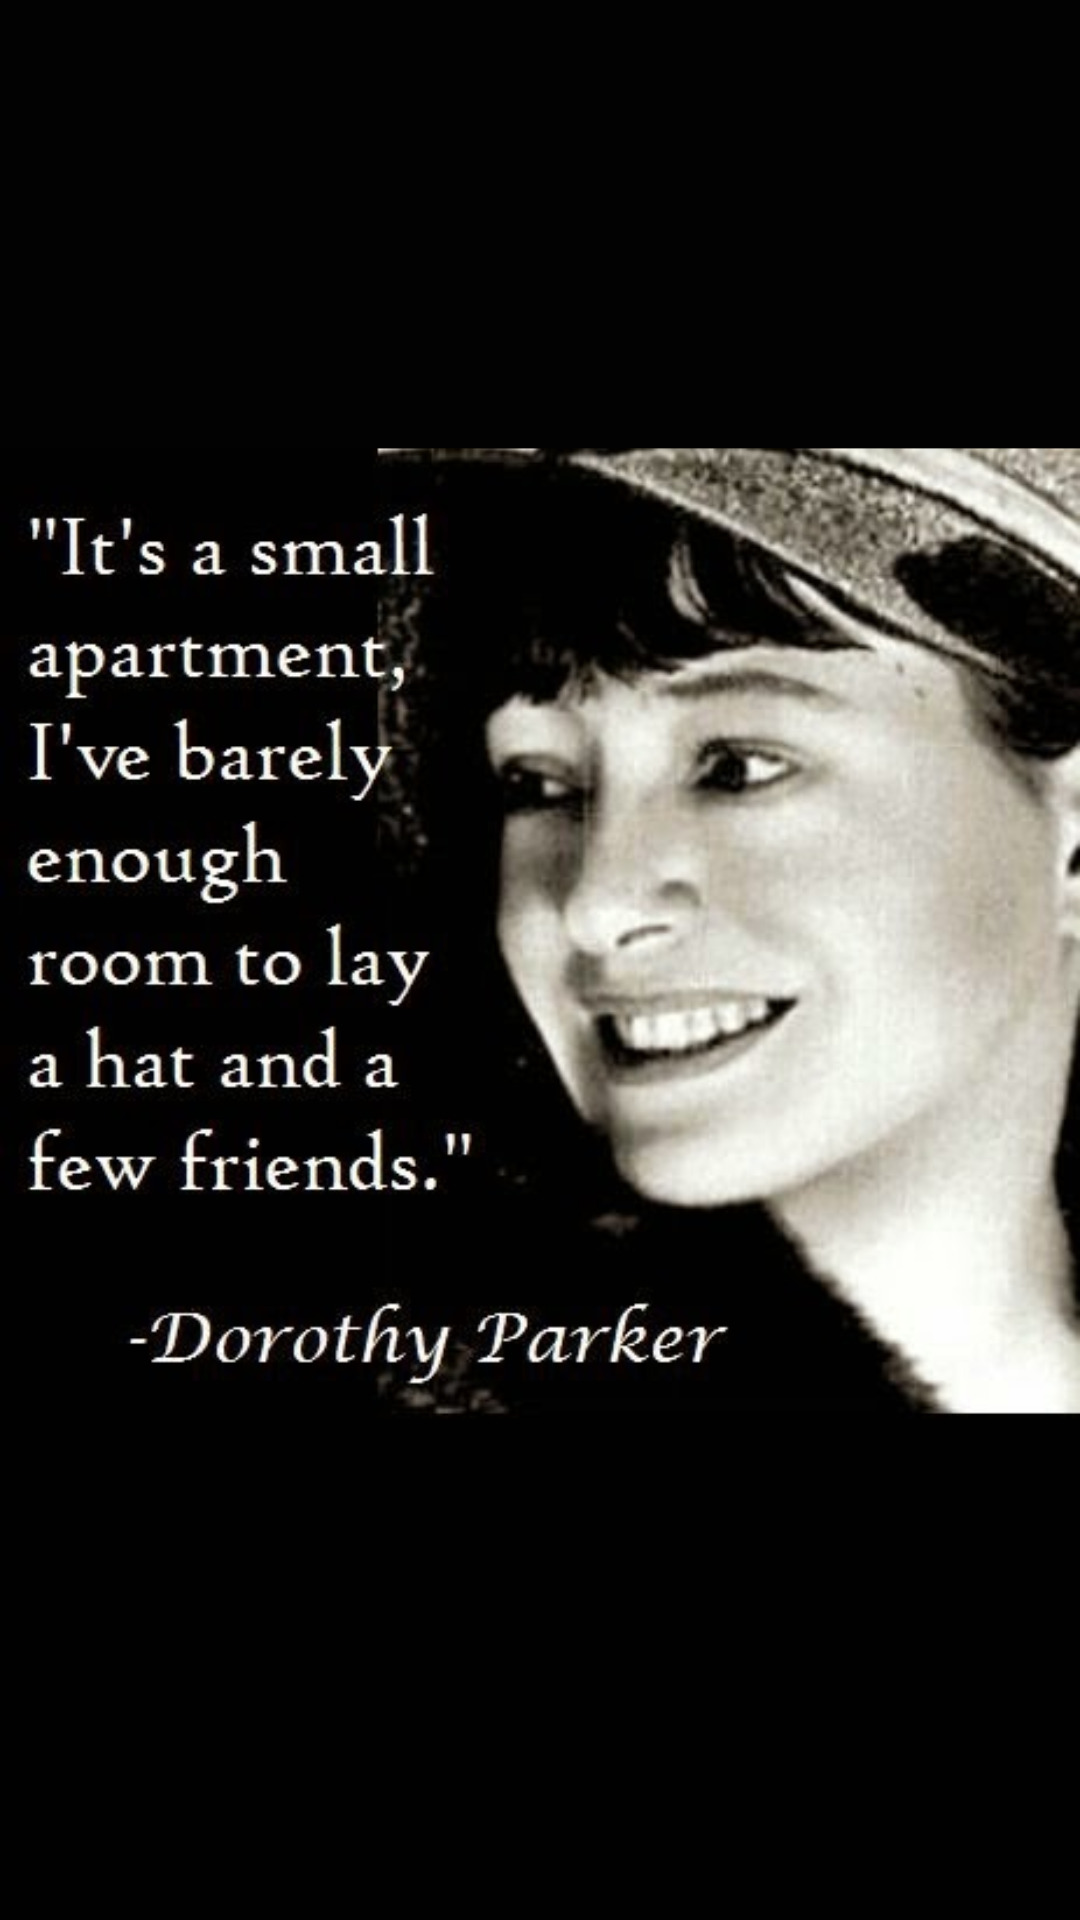 "It's a small
apartment,
I've barely
enough
room to lay
a hat and a
few friends."
-Dorothy Parker